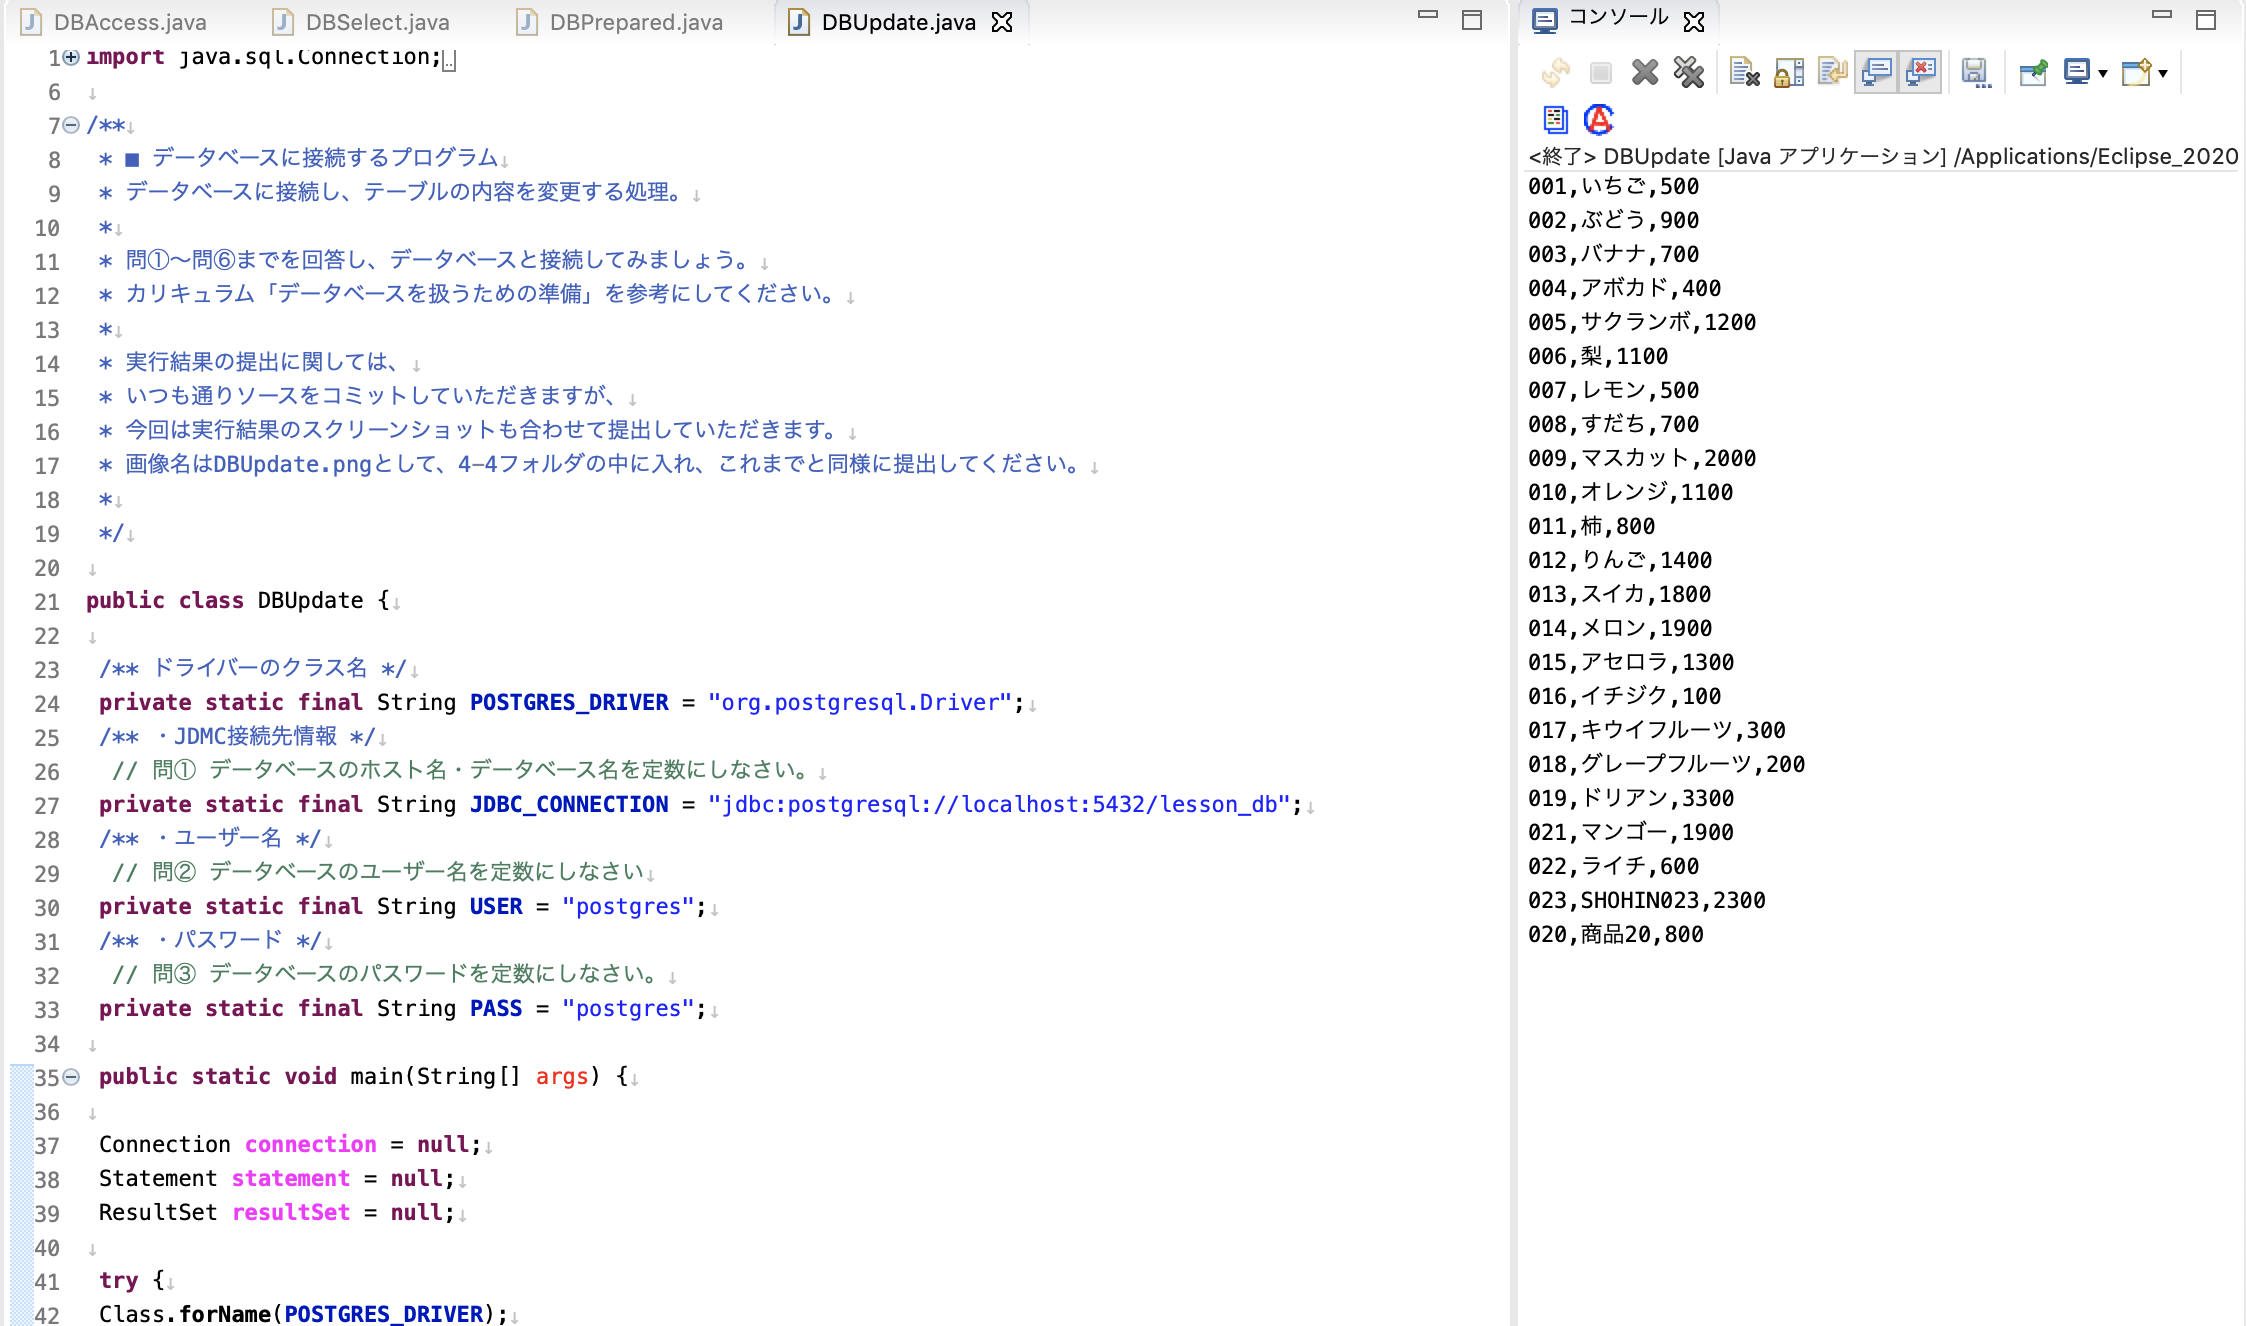 DBAccess.java DBSelect.java DBPrepared.java DBUpdate.java
1 import java.sql.Connection;
6
7 /**
8 * ■ データベースに接続するプログラム
9 * データベースに接続し、テーブルの内容を変更する処理。
10 *
11 * 問①〜問⑥までを回答し、データベースと接続してみましょう。
12 * カリキュラム「データベースを扱うための準備」を参考にしてください。
13 *
14 * 実行結果の提出に関しては、
15 * いつも通りソースをコミットしていただきますが、
16 * 今回は実行結果のスクリーンショットも合わせて提出していただきます。
17 * 画像名はDBUpdate.pngとして、4-4フォルダの中に入れ、これまでと同様に提出してください。
18 *
19 */
20
21 public class DBUpdate {
22
23 /** ドライバーのクラス名 */
24 private static final String POSTGRES_DRIVER = "org.postgresql.Driver";
25 /** ・JDMC接続先情報 */
26 // 問① データベースのホスト名・データベース名を定数にしなさい。
27 private static final String JDBC_CONNECTION = "jdbc:postgresql://localhost:5432/lesson_db";
28 /** ・ユーザー名 */
29 // 問② データベースのユーザー名を定数にしなさい
30 private static final String USER = "postgres";
31 /** ・パスワード */
32 // 問③ データベースのパスワードを定数にしなさい。
33 private static final String PASS = "postgres";
34
35 public static void main(String[] args) {
36
37 Connection connection = null;
38 Statement statement = null;
39 ResultSet resultSet = null;
40
41 try {
42 Class.forName(POSTGRES_DRIVER);
コンソール
<終了> DBUpdate [Java アプリケーション] /Applications/Eclipse_2020
001,いちご,500
002,ぶどう,900
003,バナナ,700
004,アボカド,400
005,サクランボ,1200
006,梨,1100
007,レモン,500
008,すだち,700
009,マスカット,2000
010,オレンジ,1100
011,柿,800
012,りんご,1400
013,スイカ,1800
014,メロン,1900
015,アセロラ,1300
016,イチジク,100
017,キウイフルーツ,300
018,グレープフルーツ,200
019,ドリアン,3300
021,マンゴー,1900
022,ライチ,600
023,SHOHIN023,2300
020,商品20,800